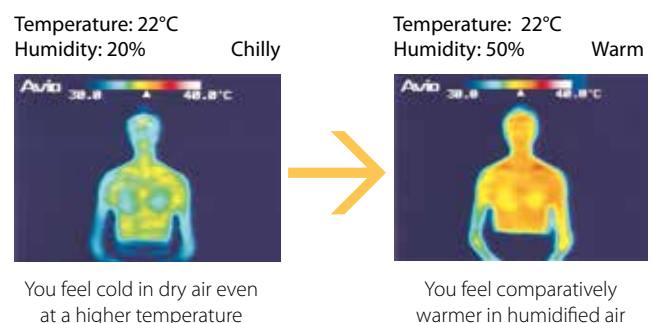 Temperature: 22°C
Humidity: 20% Chilly
Avio
30.0 40.0°C
You feel cold in dry air even
at a higher temperature
Temperature: 22°C
Humidity: 50% Warm
Avio
30.0 40.0°C
You feel comparatively
warmer in humidified air